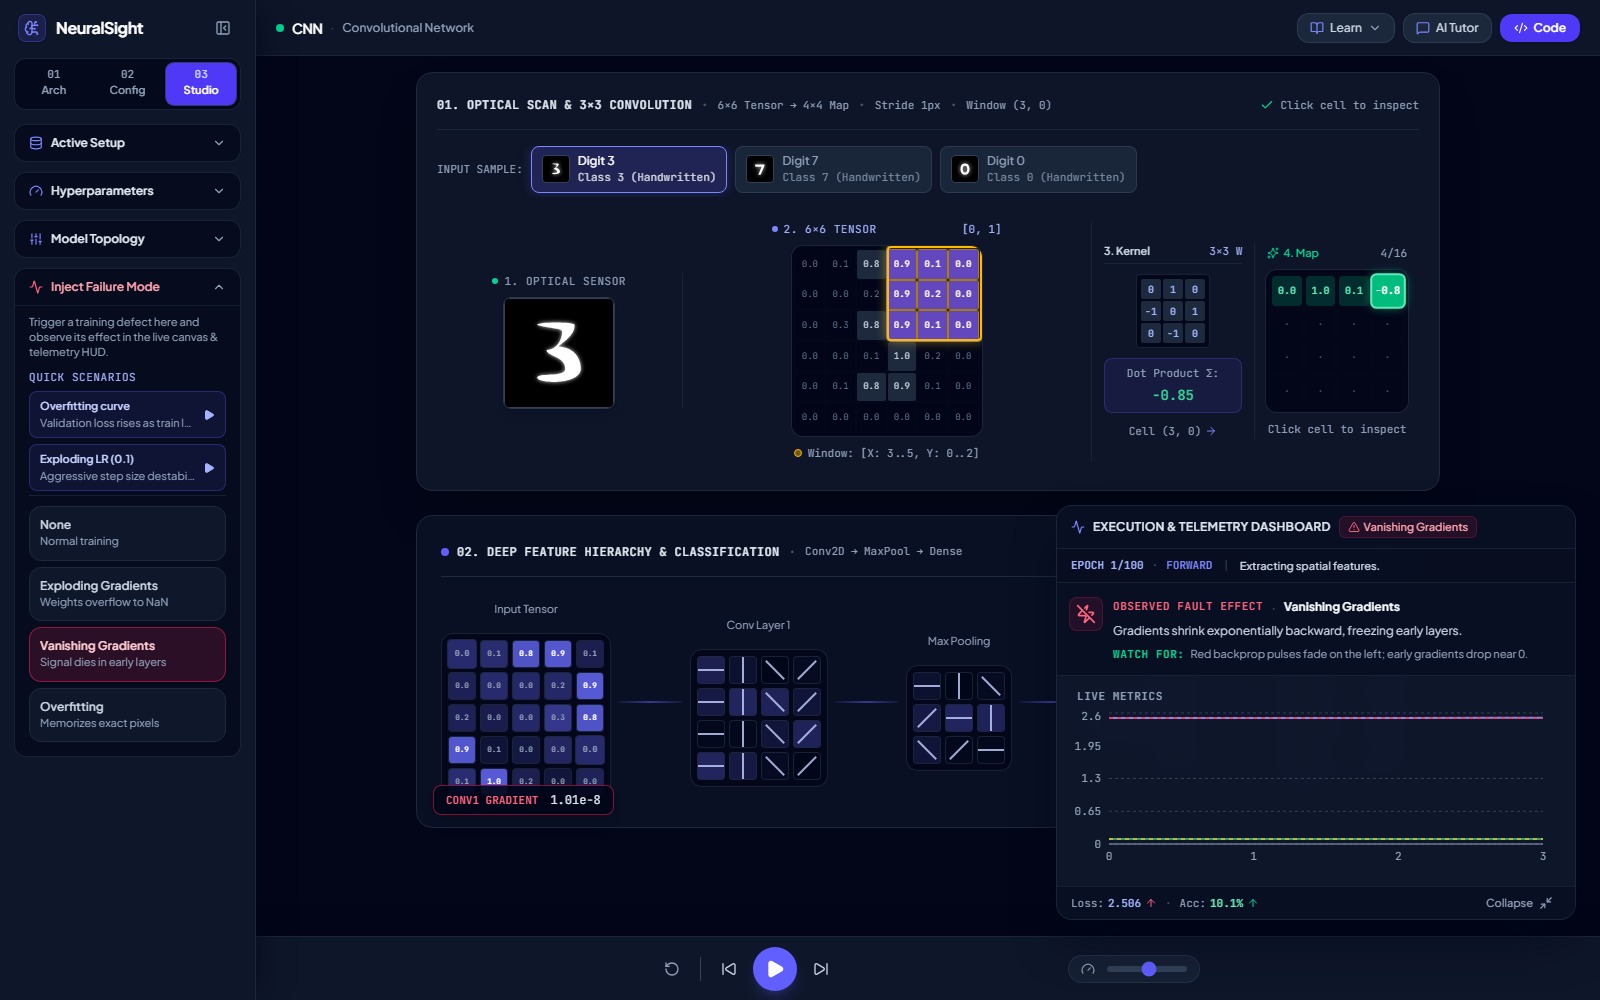 NeuralSight
01 Arch
02 Config
03 Studio
Active Setup
Hyperparameters
Model Topology
Inject Failure Mode
Trigger a training defect here and
observe its effect in the live canvas &
telemetry HUD.
QUICK SCENARIOS
Overfitting curve
Validation loss rises as train l...
Exploding LR (0.1)
Aggressive step size destabi...
None
Normal training
Exploding Gradients
Weights overflow to NaN
Vanishing Gradients
Signal dies in early layers
Overfitting
Memorizes exact pixels
CNN · Convolutional Network
Learn
AI Tutor
Code
01. OPTICAL SCAN & 3×3 CONVOLUTION · 6×6 Tensor → 4×4 Map · Stride 1px · Window (3, 0)
Click cell to inspect
INPUT SAMPLE:
3
Digit 3
Class 3 (Handwritten)
7
Digit 7
Class 7 (Handwritten)
0
Digit 0
Class 0 (Handwritten)
1. OPTICAL SENSOR
3
2. 6×6 TENSOR [0, 1]
0.0 0.1 0.8 0.9 0.1 0.0
0.0 0.0 0.2 0.9 0.2 0.0
0.0 0.3 0.8 0.9 0.1 0.0
0.0 0.0 0.1 1.0 0.2 0.0
0.0 0.1 0.8 0.9 0.1 0.0
0.0 0.0 0.0 0.0 0.0 0.0
Window: [X: 3..5, Y: 0..2]
3. Kernel 3×3 W
0 1 0
-1 0 1
0 -1 0
Dot Product Σ:
-0.85
Cell (3, 0) →
4. Map 4/16
0.0 1.0 0.1 -0.8
Click cell to inspect
02. DEEP FEATURE HIERARCHY & CLASSIFICATION · Conv2D → MaxPool → Dense
Input Tensor
0.0 0.1 0.8 0.9 0.1
0.0 0.0 0.0 0.2 0.9
0.2 0.0 0.0 0.3 0.8
0.9 0.1 0.0 0.0 0.0
0.1 1.0 0.2 0.0 0.0
CONV1 GRADIENT 1.01e-8
Conv Layer 1
Max Pooling
EXECUTION & TELEMETRY DASHBOARD
Vanishing Gradients
EPOCH 1/100 · FORWARD | Extracting spatial features.
OBSERVED FAULT EFFECT · Vanishing Gradients
Gradients shrink exponentially backward, freezing early layers.
WATCH FOR: Red backprop pulses fade on the left; early gradients drop near 0.
LIVE METRICS
2.6
1.95
1.3
0.65
0
0 1 2 3
Loss: 2.506 ↑ · Acc: 10.1% ↑
Collapse